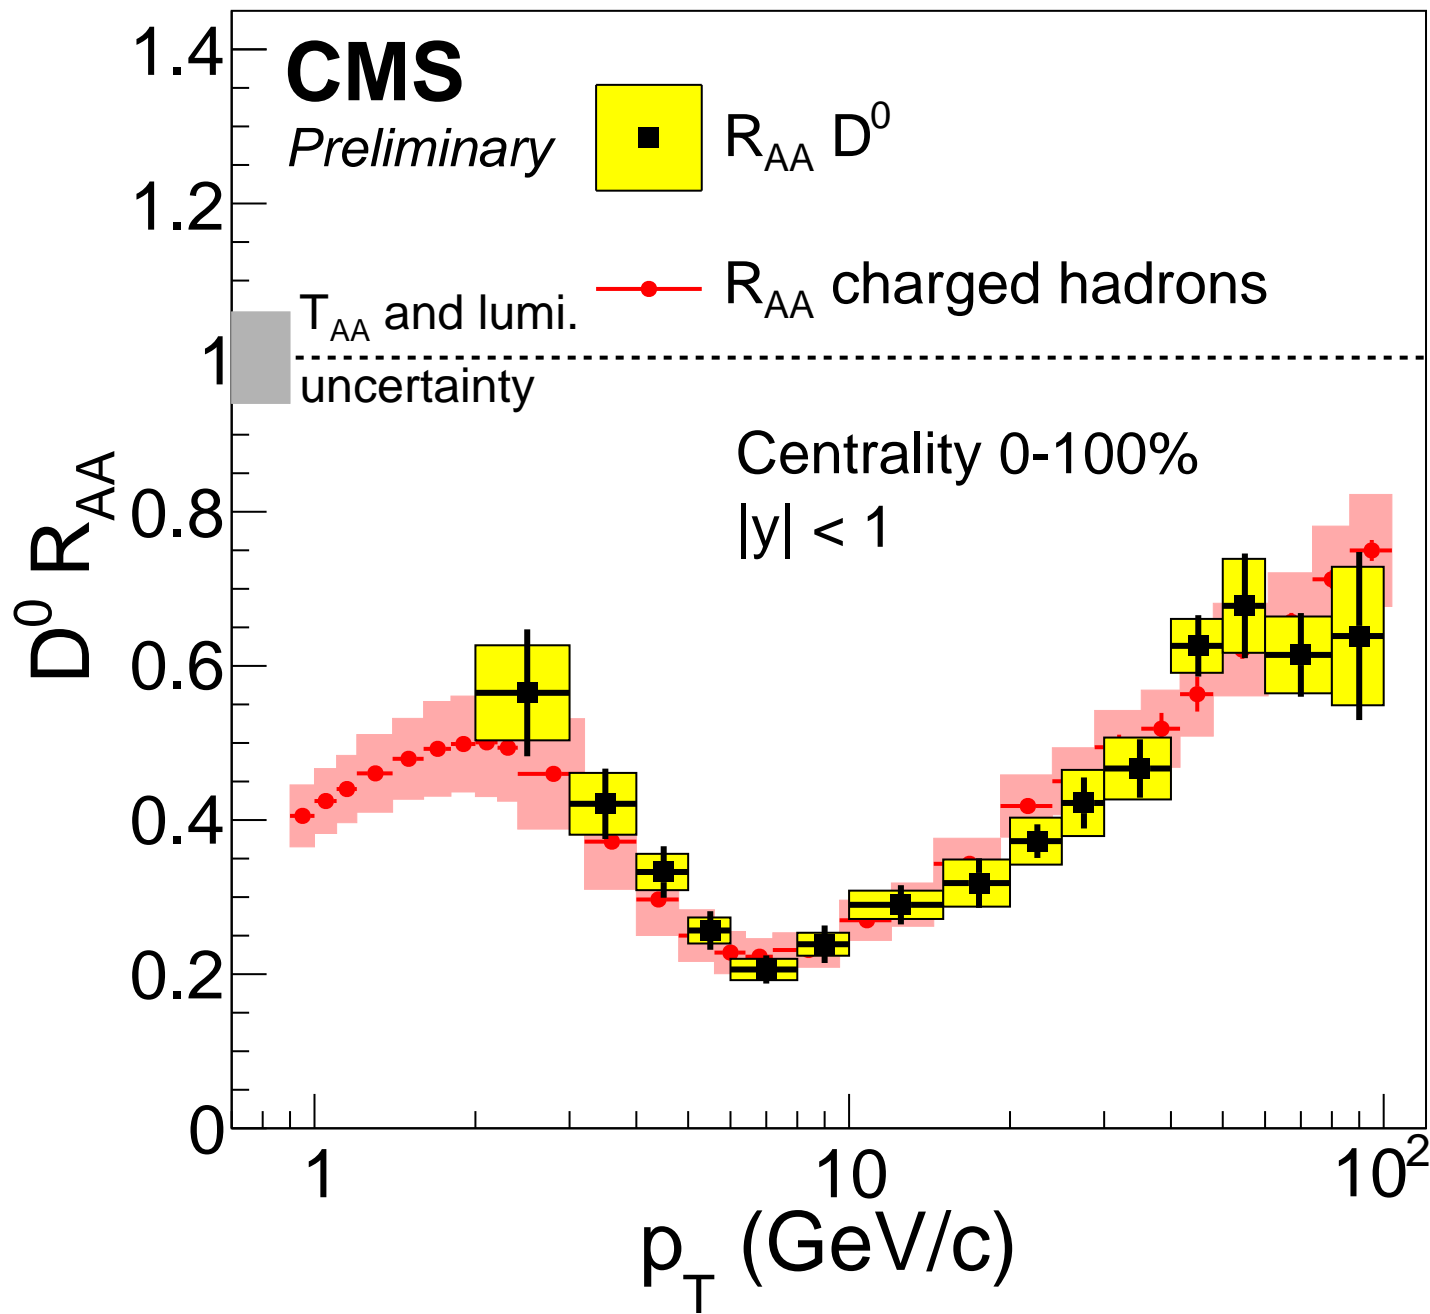 CMS
Preliminary
R_AA D^0
R_AA charged hadrons
T_AA and lumi.
uncertainty
Centrality 0-100%
|y| < 1
D^0 R_AA
1.4
1.2
1
0.8
0.6
0.4
0.2
0
1 10 10^2
p_T (GeV/c)